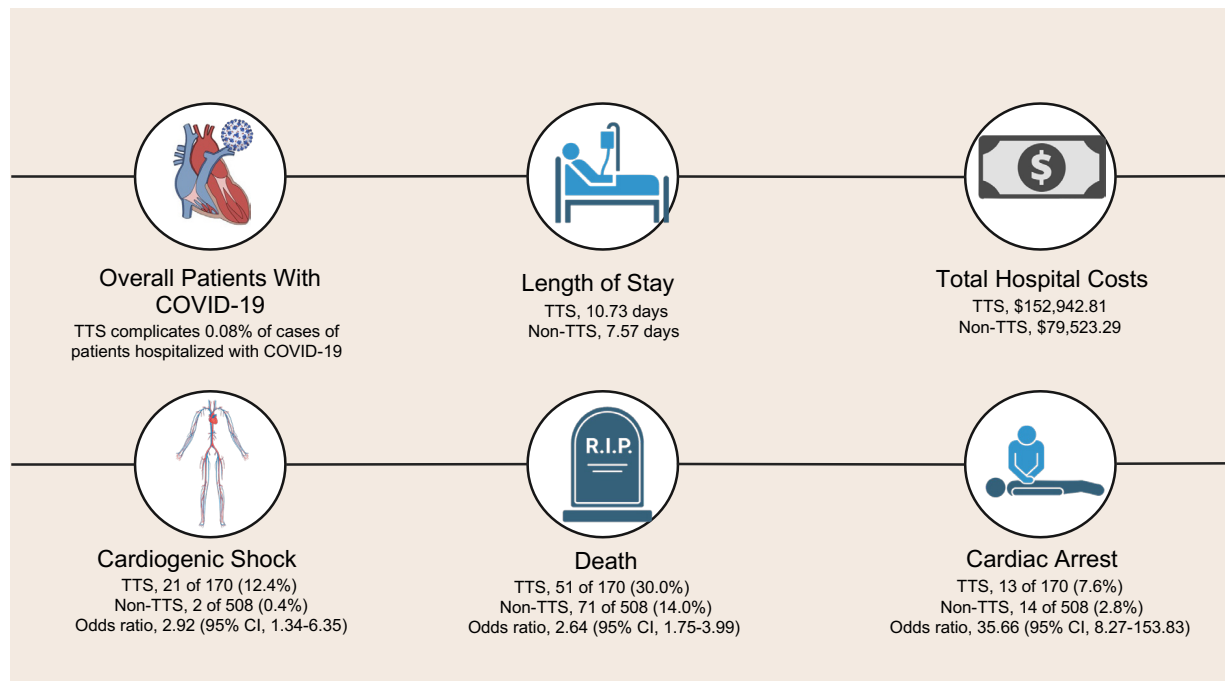 $
Overall Patients With
COVID-19
TTS complicates 0.08% of cases of
patients hospitalized with COVID-19
Length of Stay
TTS, 10.73 days
Non-TTS, 7.57 days
Total Hospital Costs
TTS, $152,942.81
Non-TTS, $79,523.29
R.I.P.
Cardiogenic Shock
TTS, 21 of 170 (12.4%)
Non-TTS, 2 of 508 (0.4%)
Odds ratio, 2.92 (95% CI, 1.34-6.35)
Death
TTS, 51 of 170 (30.0%)
Non-TTS, 71 of 508 (14.0%)
Odds ratio, 2.64 (95% CI, 1.75-3.99)
Cardiac Arrest
TTS, 13 of 170 (7.6%)
Non-TTS, 14 of 508 (2.8%)
Odds ratio, 35.66 (95% CI, 8.27-153.83)